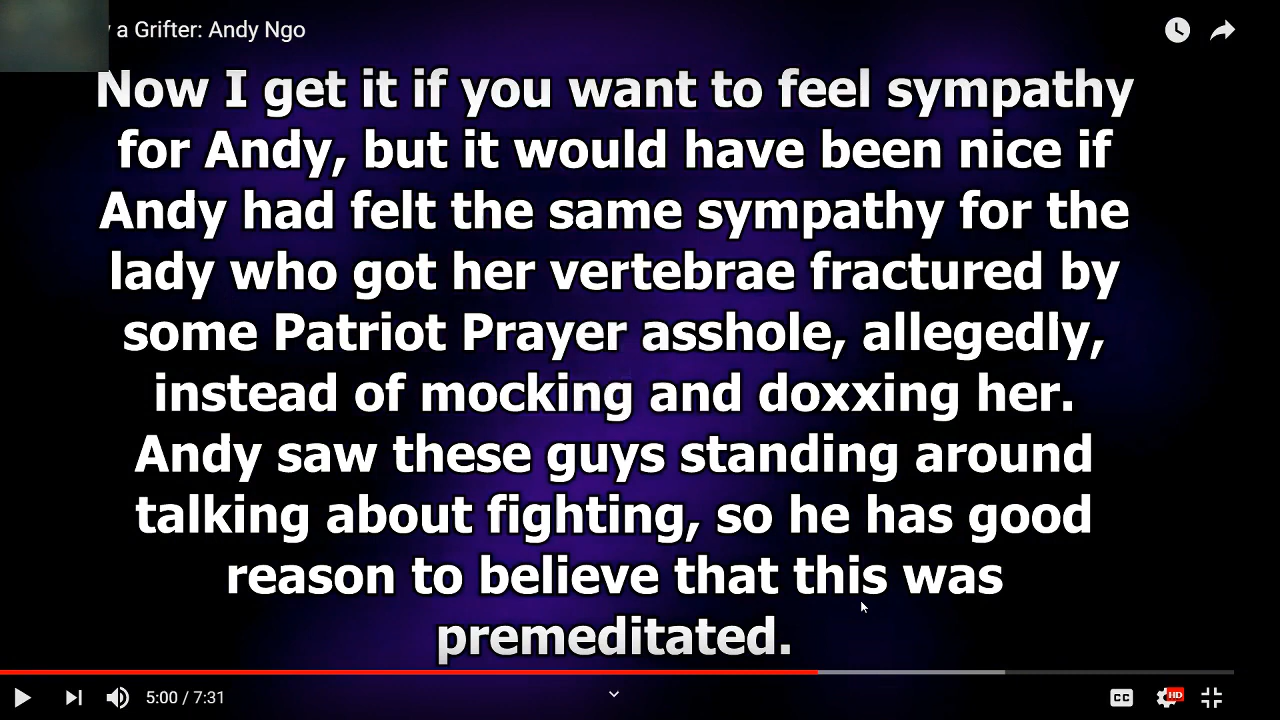 a Grifter: Andy Ngo
Now I get it if you want to feel sympathy
for Andy, but it would have been nice if
Andy had felt the same sympathy for the
lady who got her vertebrae fractured by
some Patriot Prayer asshole, allegedly,
instead of mocking and doxxing her.
Andy saw these guys standing around
talking about fighting, so he has good
reason to believe that this was
premeditated.
5:00 / 7:31
CC
HD